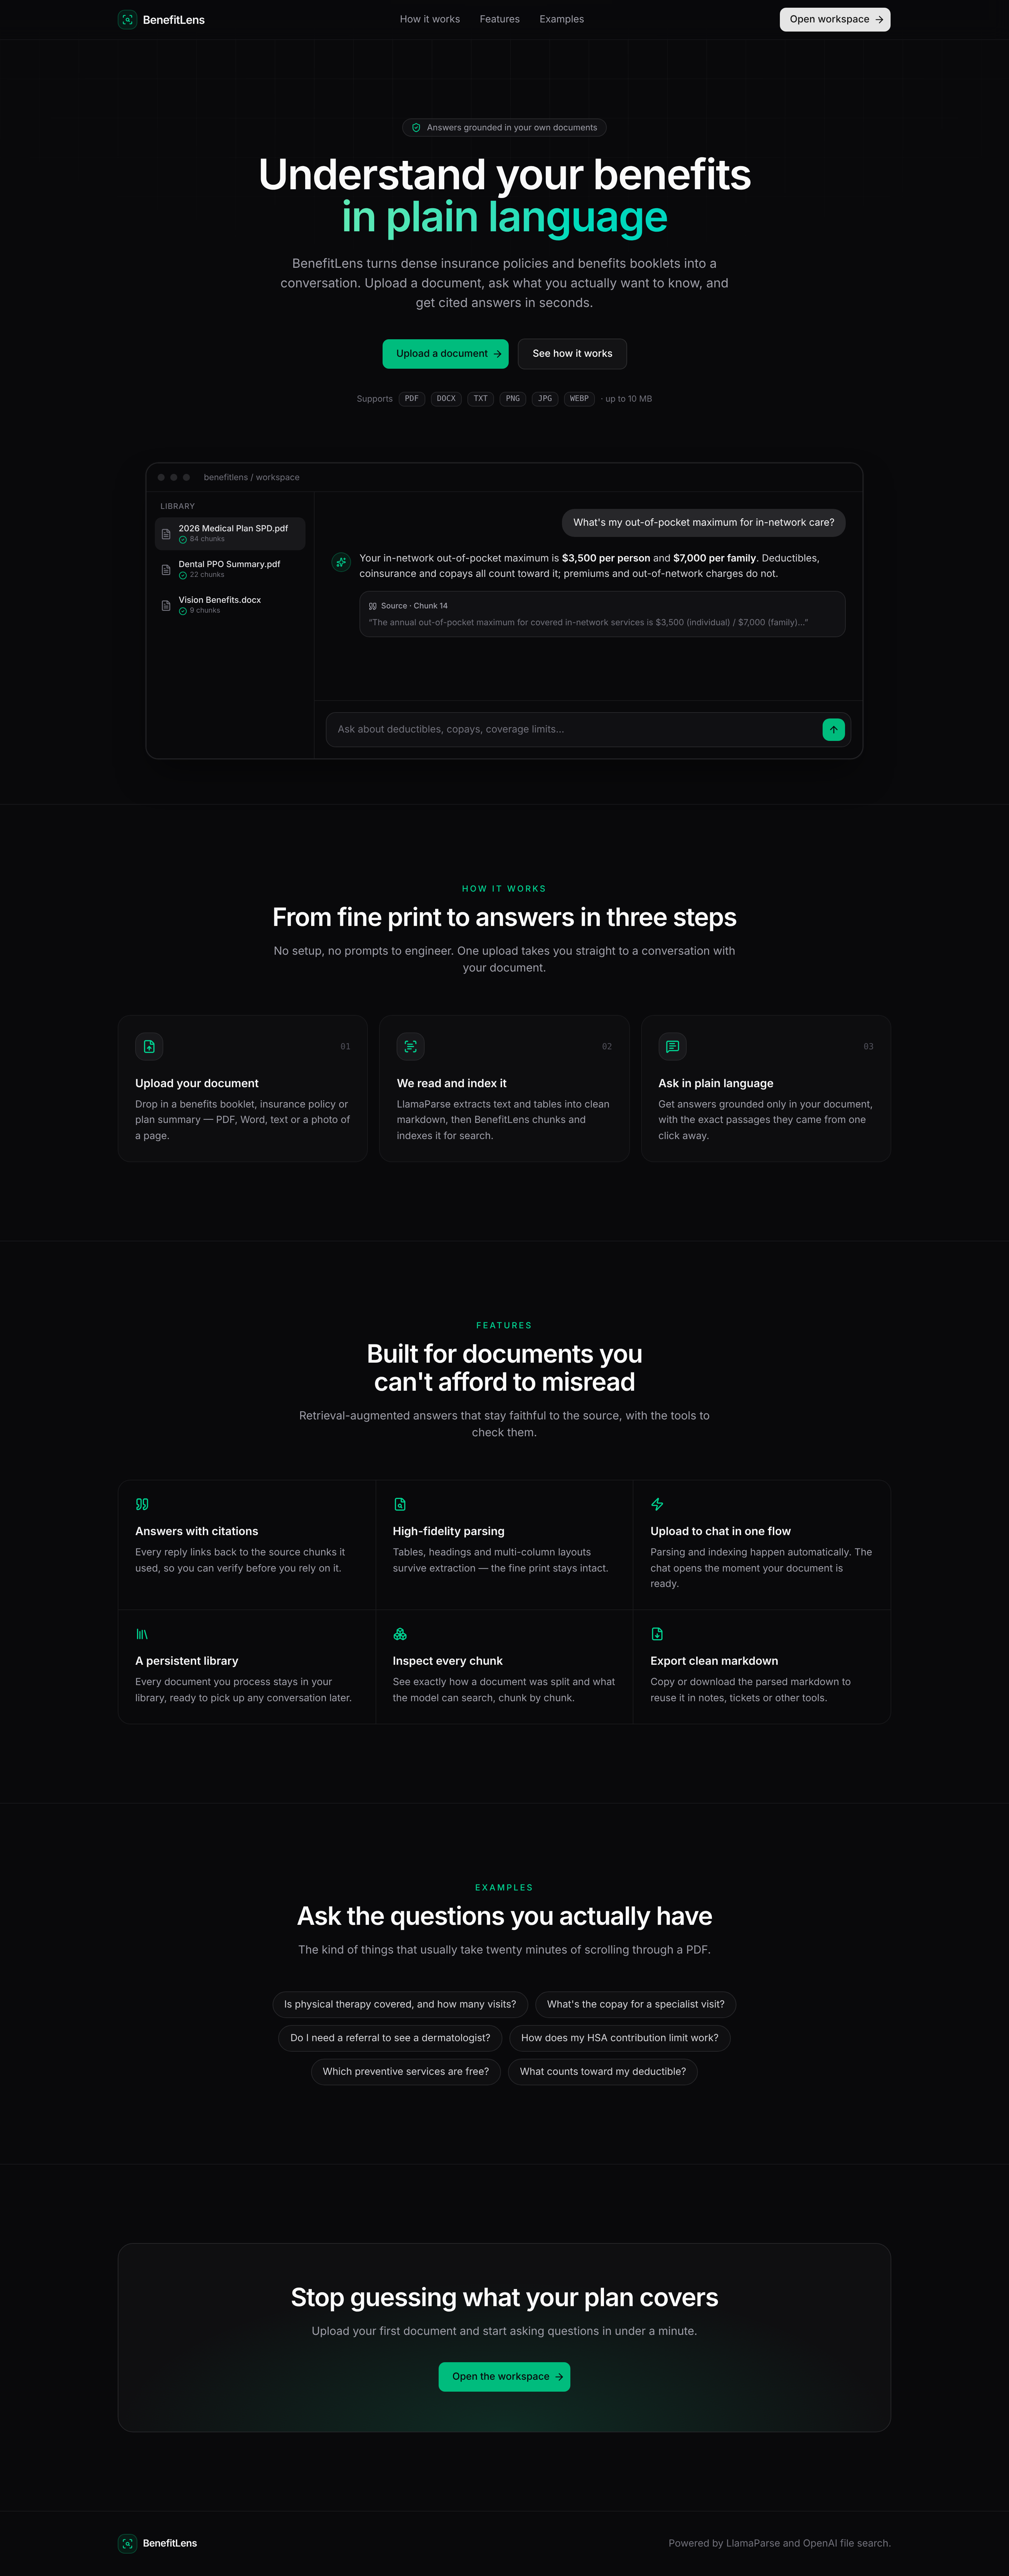 BenefitLens
How it works
Features
Examples
Open workspace
Answers grounded in your own documents
Understand your benefits
in plain language
BenefitLens turns dense insurance policies and benefits booklets into a
conversation. Upload a document, ask what you actually want to know, and
get cited answers in seconds.
Upload a document
See how it works
Supports PDF DOCX TXT PNG JPG WEBP · up to 10 MB
benefitlens / workspace
LIBRARY
2026 Medical Plan SPD.pdf
84 chunks
Dental PPO Summary.pdf
22 chunks
Vision Benefits.docx
9 chunks
What's my out-of-pocket maximum for in-network care?
Your in-network out-of-pocket maximum is $3,500 per person and $7,000 per family. Deductibles,
coinsurance and copays all count toward it; premiums and out-of-network charges do not.
Source · Chunk 14
“The annual out-of-pocket maximum for covered in-network services is $3,500 (individual) / $7,000 (family)…”
Ask about deductibles, copays, coverage limits…
HOW IT WORKS
From fine print to answers in three steps
No setup, no prompts to engineer. One upload takes you straight to a conversation with
your document.
01
Upload your document
Drop in a benefits booklet, insurance policy or
plan summary — PDF, Word, text or a photo of
a page.
02
We read and index it
LlamaParse extracts text and tables into clean
markdown, then BenefitLens chunks and
indexes it for search.
03
Ask in plain language
Get answers grounded only in your document,
with the exact passages they came from one
click away.
FEATURES
Built for documents you
can't afford to misread
Retrieval-augmented answers that stay faithful to the source, with the tools to
check them.
Answers with citations
Every reply links back to the source chunks it
used, so you can verify before you rely on it.
High-fidelity parsing
Tables, headings and multi-column layouts
survive extraction — the fine print stays intact.
Upload to chat in one flow
Parsing and indexing happen automatically. The
chat opens the moment your document is
ready.
A persistent library
Every document you process stays in your
library, ready to pick up any conversation later.
Inspect every chunk
See exactly how a document was split and what
the model can search, chunk by chunk.
Export clean markdown
Copy or download the parsed markdown to
reuse it in notes, tickets or other tools.
EXAMPLES
Ask the questions you actually have
The kind of things that usually take twenty minutes of scrolling through a PDF.
Is physical therapy covered, and how many visits?
What's the copay for a specialist visit?
Do I need a referral to see a dermatologist?
How does my HSA contribution limit work?
Which preventive services are free?
What counts toward my deductible?
Stop guessing what your plan covers
Upload your first document and start asking questions in under a minute.
Open the workspace
BenefitLens
Powered by LlamaParse and OpenAI file search.